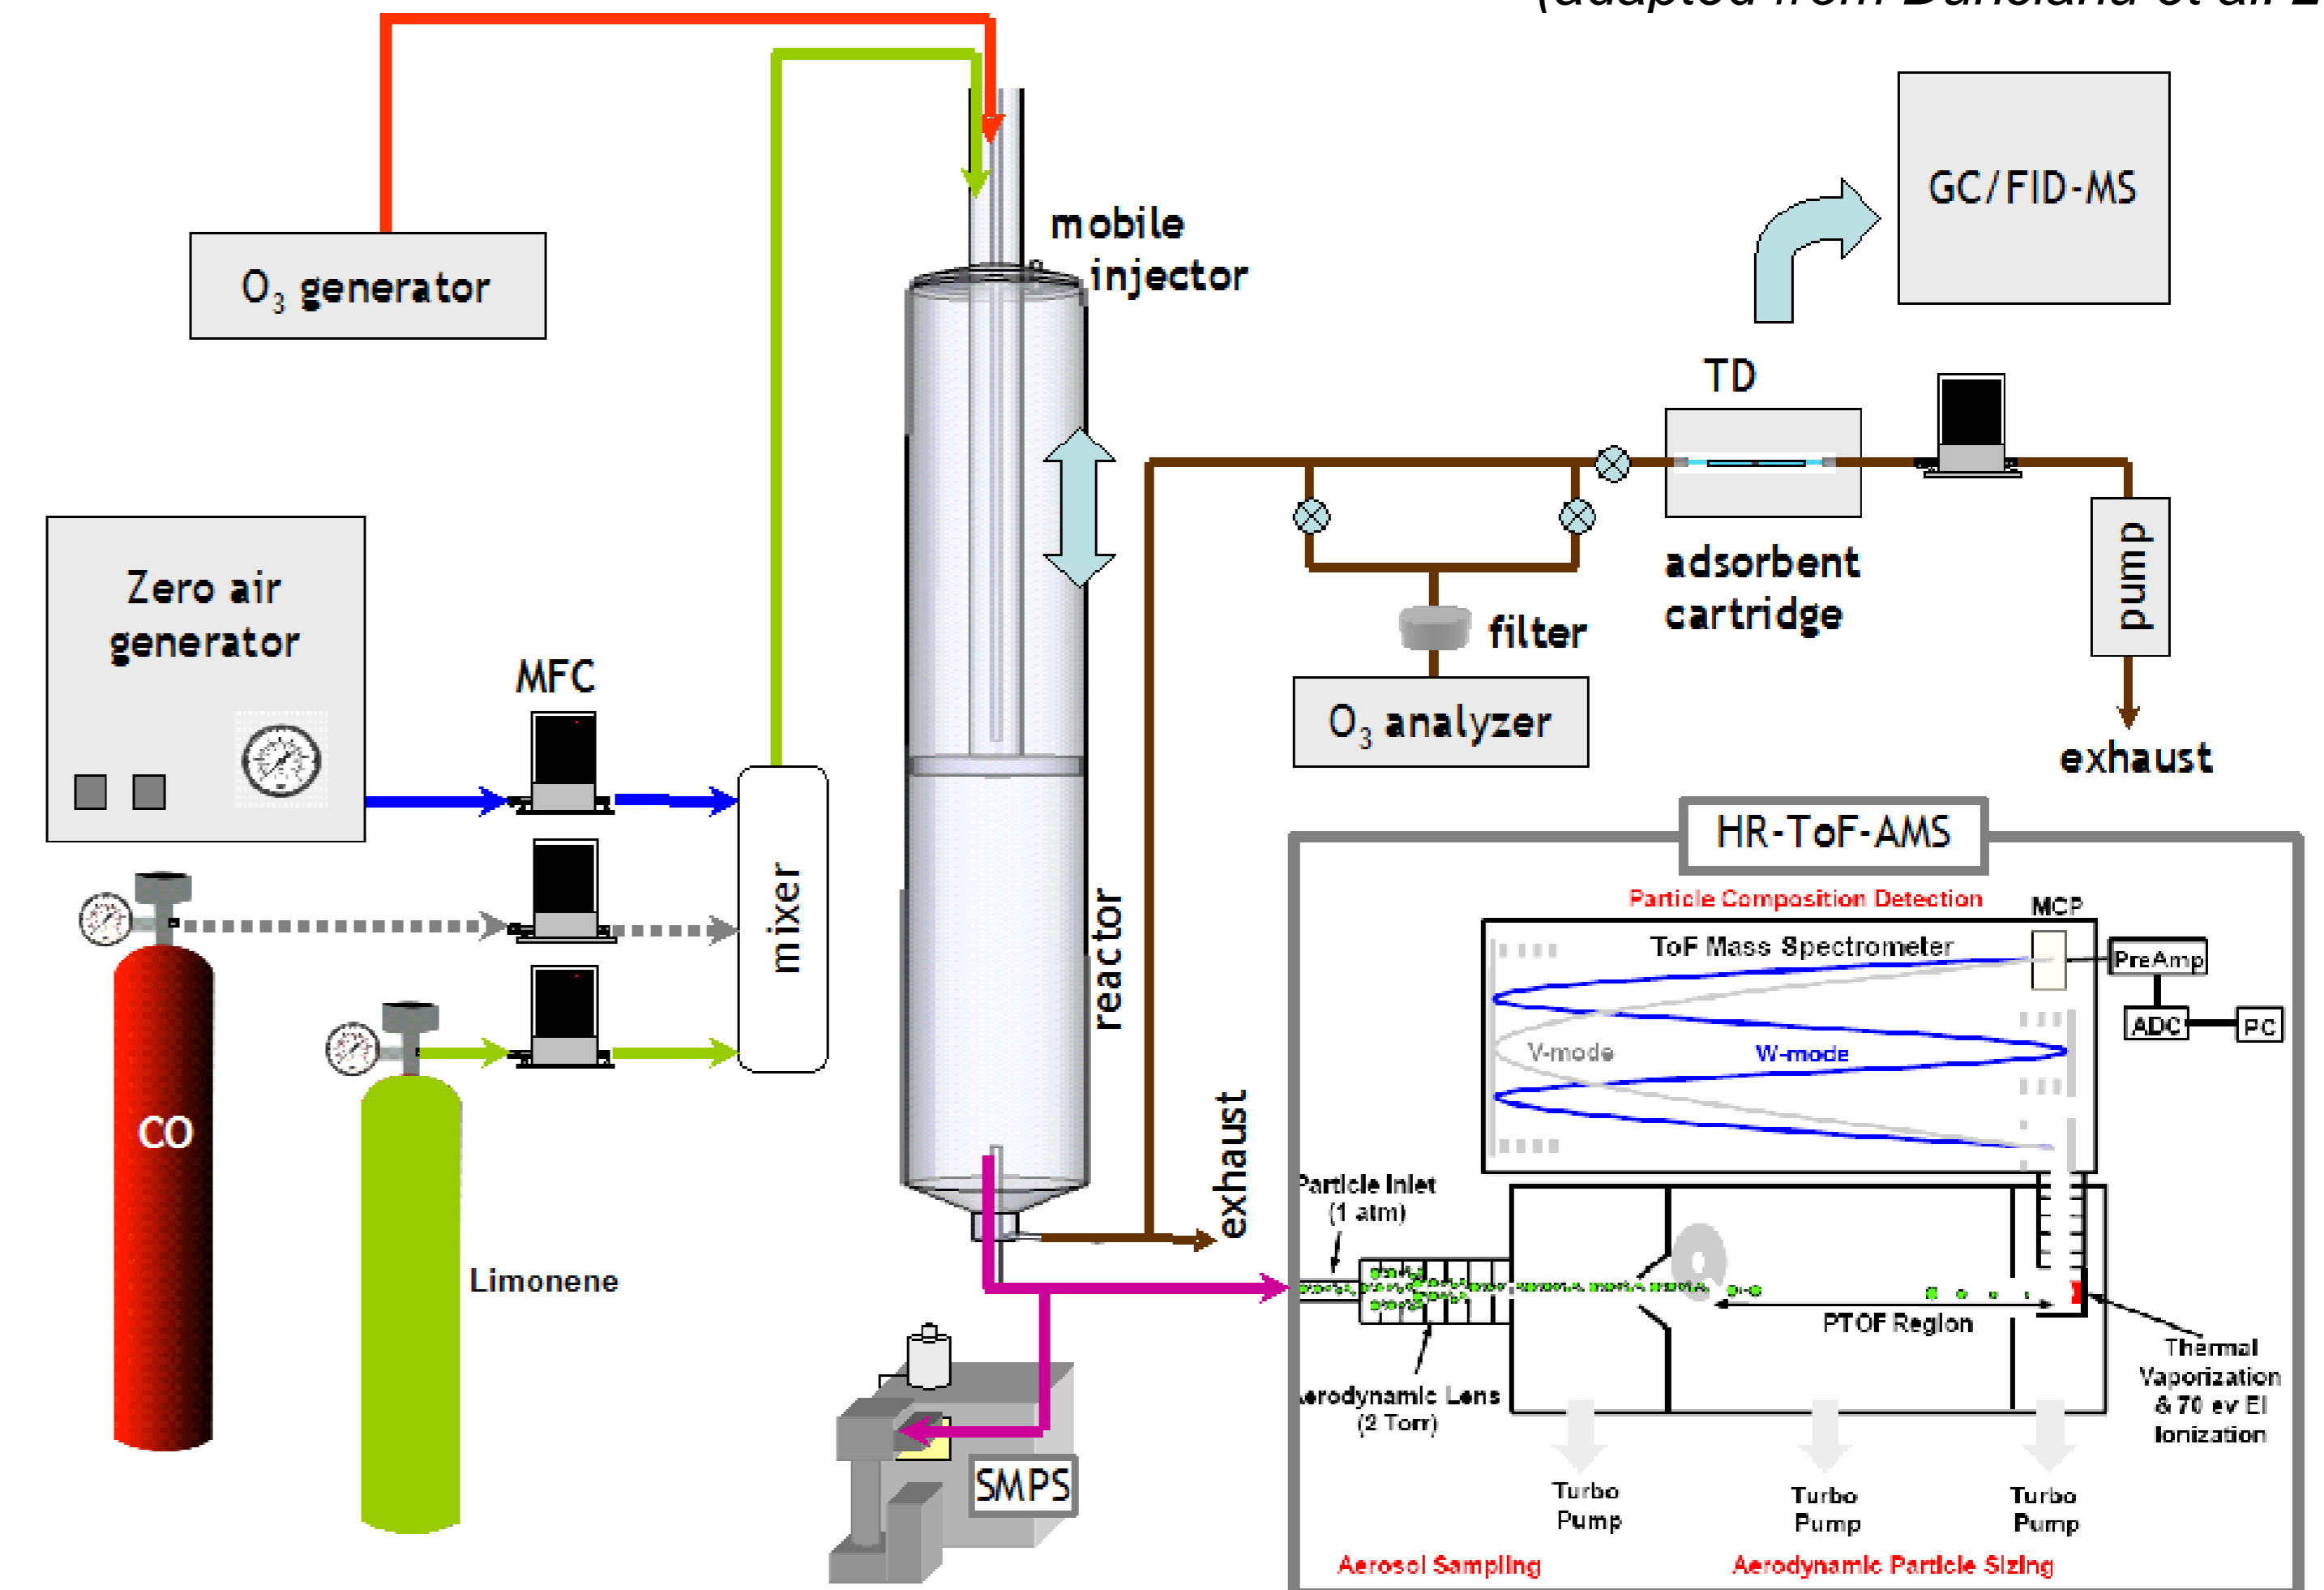 (adapted from
O3 generator
mobile
injector
GC/FID-MS
TD
adsorbent
cartridge
pump
exhaust
filter
O3 analyzer
Zero air
generator
MFC
mixer
reactor
CO
Limonene
exhaust
SMPS
HR-ToF-AMS
Particle Composition Detection
MCP
ToF Mass Spectrometer
PreAmp
ADC
PC
V-mode
W-mode
Particle Inlet
(1 atm)
PTOF Region
Aerodynamic Lens
(2 Torr)
Thermal
Vaporization
& 70 ev EI
Ionization
Turbo
Pump
Turbo
Pump
Turbo
Pump
Aerosol Sampling
Aerodynamic Particle Sizing